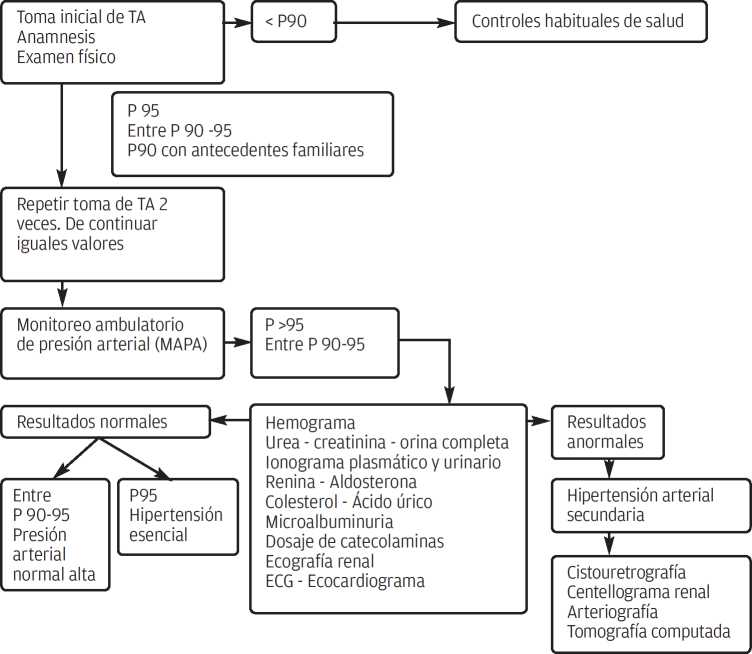 Toma inicial de TA
Anamnesis
Examen físico
< P90
Controles habituales de salud
P 95
Entre P 90 -95
P90 con antecedentes familiares
Repetir toma de TA 2
veces. De continuar
iguales valores
Monitoreo ambulatorio
de presión arterial (MAPA)
P >95
Entre P 90-95
Resultados normales
Hemograma
Urea - creatinina - orina completa
Ionograma plasmático y urinario
Renina - Aldosterona
Colesterol - Ácido úrico
Microalbuminuria
Dosaje de catecolaminas
Ecografía renal
ECG - Ecocardiograma
Resultados
anormales
Entre
P 90-95
Presión
arterial
normal alta
P95
Hipertensión
esencial
Hipertensión arterial
secundaria
Cistouretrografía
Centellograma renal
Arteriografía
Tomografía computada